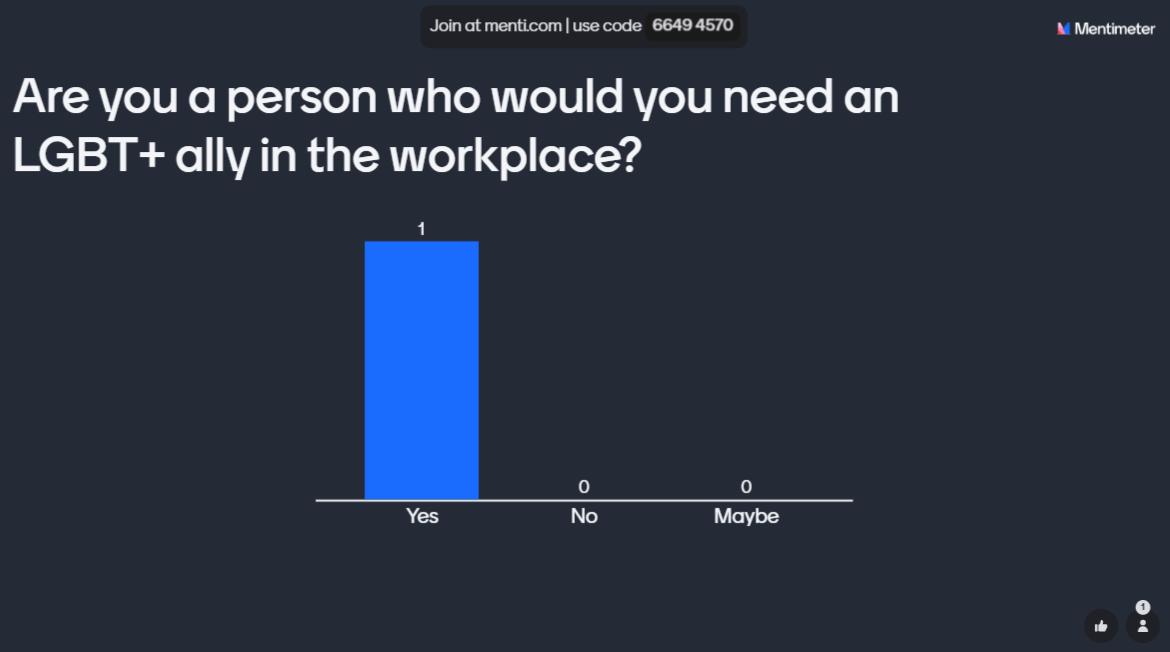 Join at menti.com | use code 6649 4570
Mentimeter
Are you a person who would you need an
LGBT+ ally in the workplace?
1
0
0
Yes
No
Maybe
1